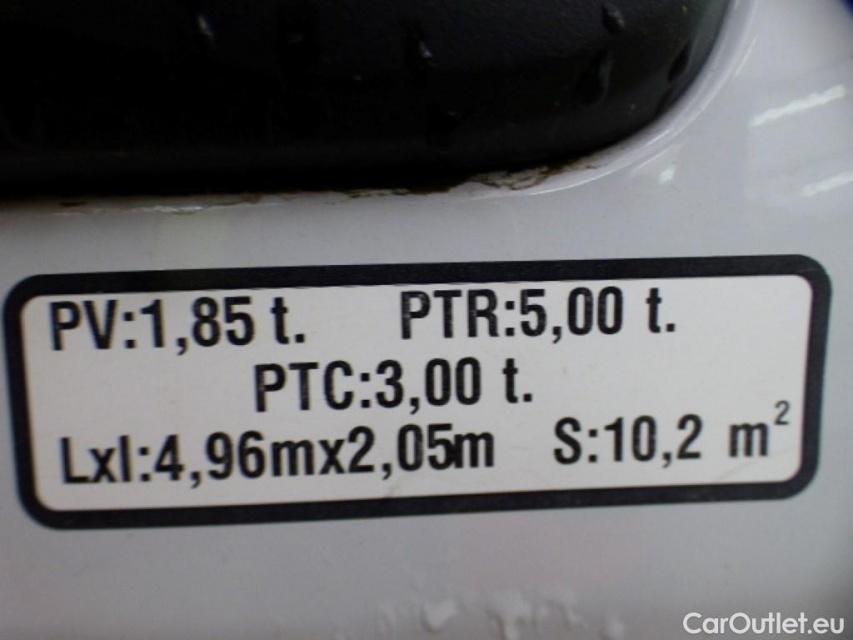 PV:1,85 t. PTR:5,00 t.
PTC:3,00 t.
Lxl:4,96mx2,05m S:10,2 m²
CarOutlet.eu